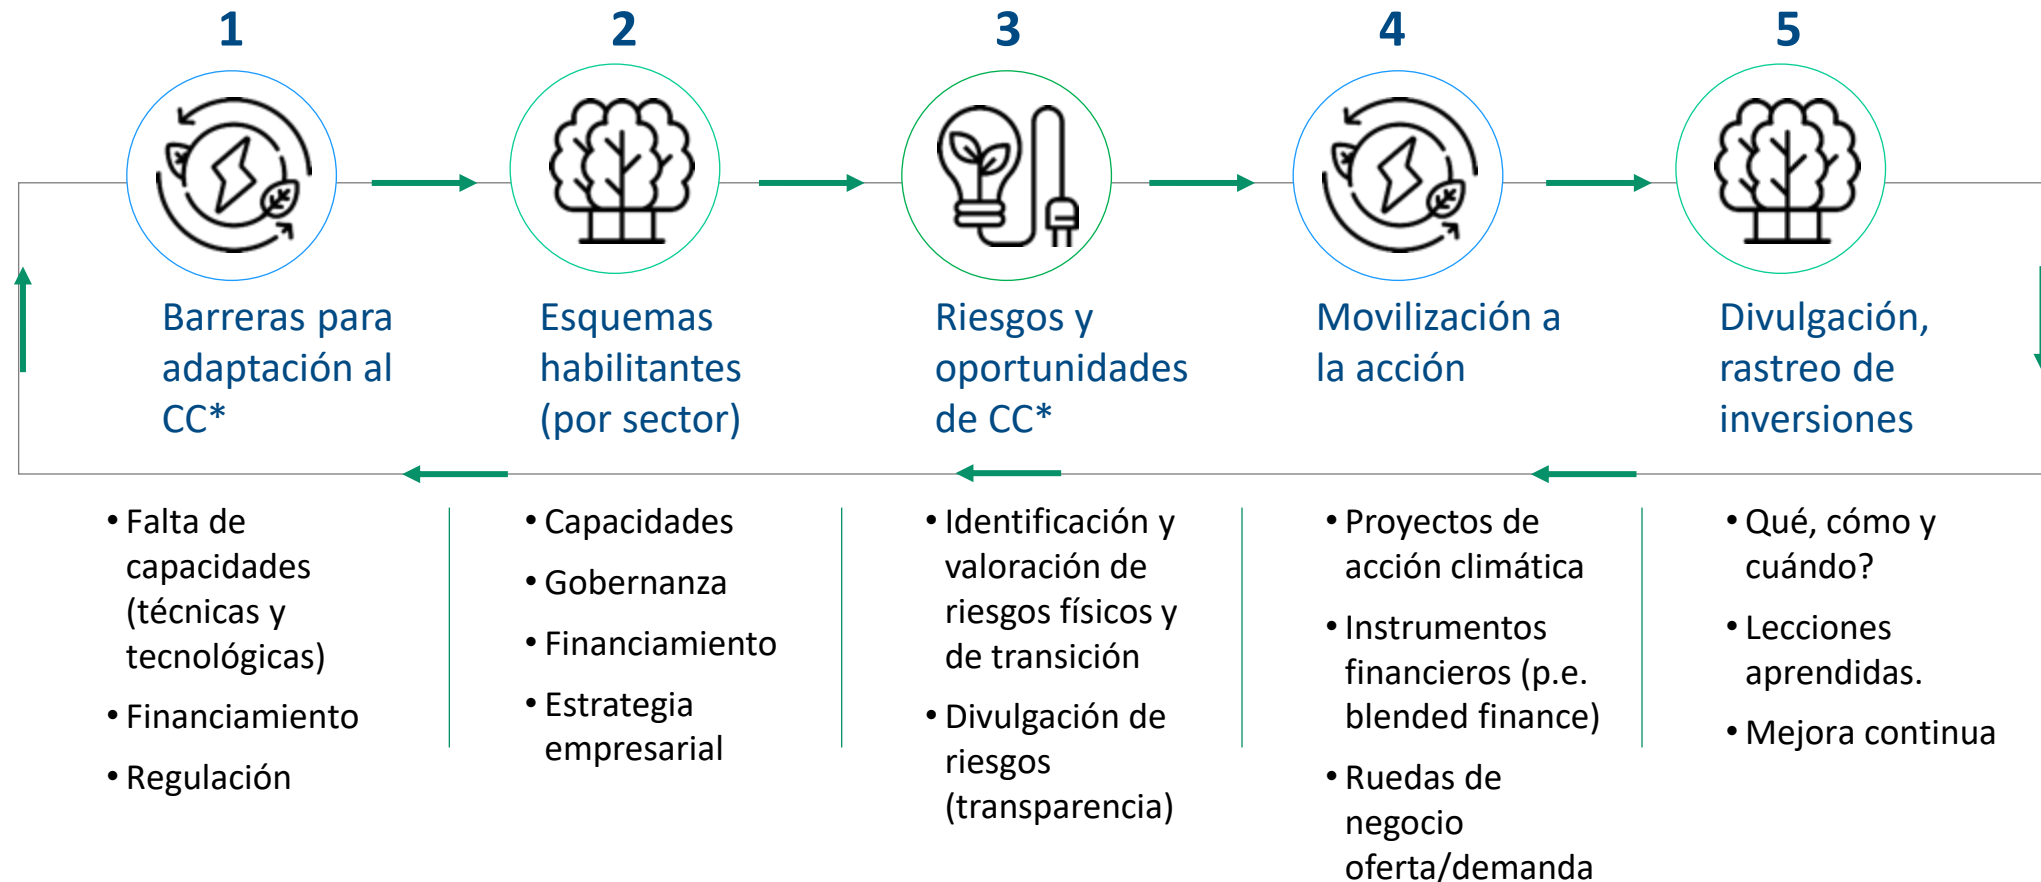 1
Barreras para
adaptación al
CC*
• Falta de
capacidades
(técnicas y
tecnológicas)
• Financiamiento
• Regulación
2
Esquemas
habilitantes
(por sector)
• Capacidades
• Gobernanza
• Financiamiento
• Estrategia
empresarial
3
Riesgos y
oportunidades
de CC*
• Identificación y
valoración de
riesgos físicos y
de transición
• Divulgación de
riesgos
(transparencia)
4
Movilización a
la acción
• Proyectos de
acción climática
• Instrumentos
financieros (p.e.
blended finance)
• Ruedas de
negocio
oferta/demanda
5
Divulgación,
rastreo de
inversiones
• Qué, cómo y
cuándo?
• Lecciones
aprendidas.
• Mejora continua